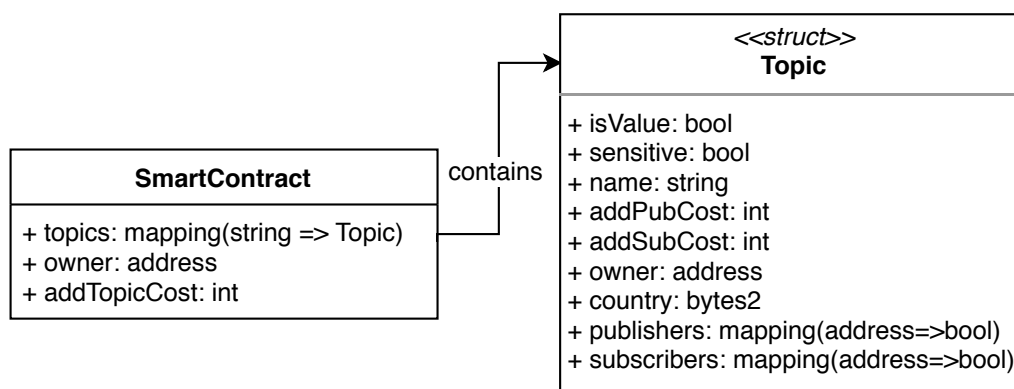 SmartContract
+ topics: mapping(string => Topic)
+ owner: address
+ addTopicCost: int
contains
<<struct>>
Topic
+ isValue: bool
+ sensitive: bool
+ name: string
+ addPubCost: int
+ addSubCost: int
+ owner: address
+ country: bytes2
+ publishers: mapping(address=>bool)
+ subscribers: mapping(address=>bool)